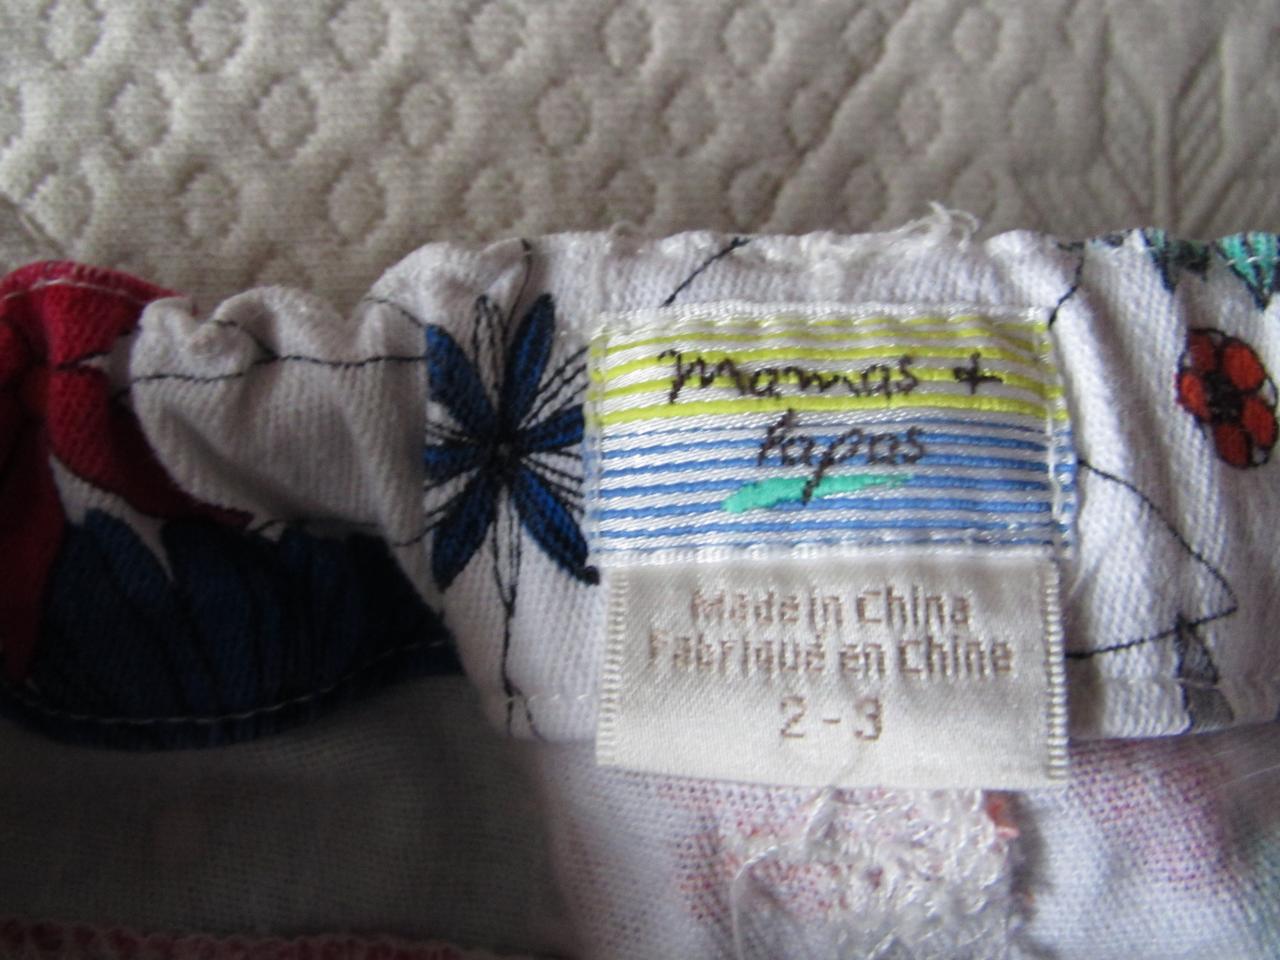 Mamas +
Papas
Made in China
Fabriqué en Chine
2 - 3